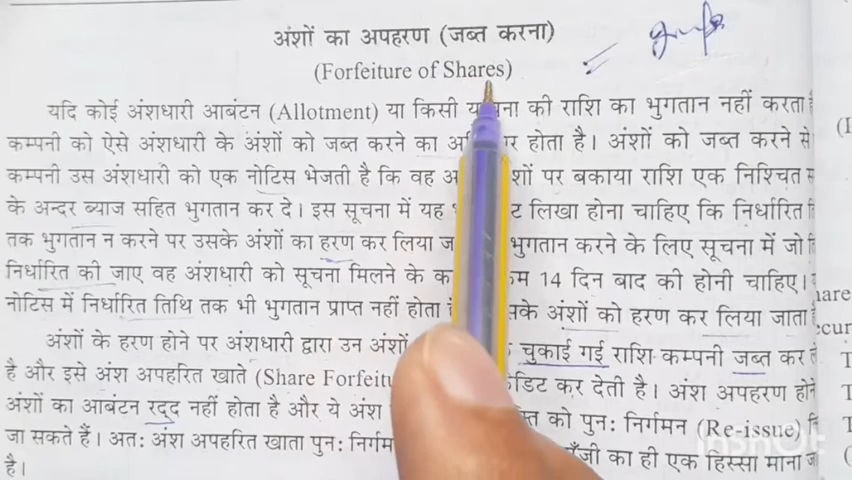 अंशों का अपहरण (जब्त करना)
(Forfeiture of Shares)
यदि कोई अंशधारी आबंटन (Allotment) या किसी की राशि का भुगतान नहीं करता है
कम्पनी को ऐसे अंशधारी के अंशों को जब्त करने का होता है। अंशों को जब्त करने से
कम्पनी उस अंशधारी को एक नोटिस भेजती है कि वह पर बकाया राशि एक निश्चित
के अन्दर ब्याज सहित भुगतान कर दे। इस सूचना में यह लिखा होना चाहिए कि निर्धारित
तक भुगतान न करने पर उसके अंशों का हरण कर लिया भुगतान करने के लिए सूचना में जो
निर्धारित की जाए वह अंशधारी को सूचना मिलने के 14 दिन बाद की होनी चाहिए।
नोटिस में निर्धारित तिथि तक भी भुगतान प्राप्त नहीं होता अंशों को हरण कर लिया जाता है
अंशों के हरण होने पर अंशधारी द्वारा उन अंशों चुकाई गई राशि कम्पनी जब्त कर
है और इसे अंश अपहरित खाते (Share कर देती है। अंश अपहरण होने
अंशों का आबंटन रद्द नहीं होता है और ये अंश को पुन: निर्गमन (Re-issue)
जा सकते हैं। अत: अंश अपहरित खाता पुन: का ही एक हिस्सा माना
है।
InShOt